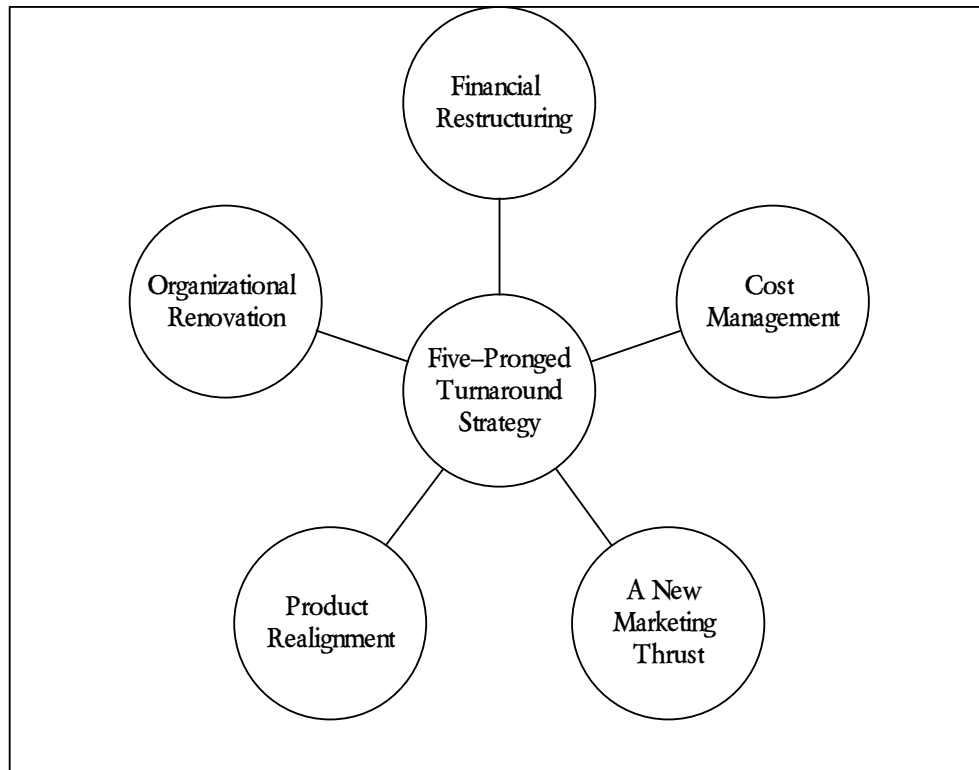 Financial
Restructuring
Organizational
Renovation
Cost
Management
Five–Pronged
Turnaround
Strategy
Product
Realignment
A New
Marketing
Thrust